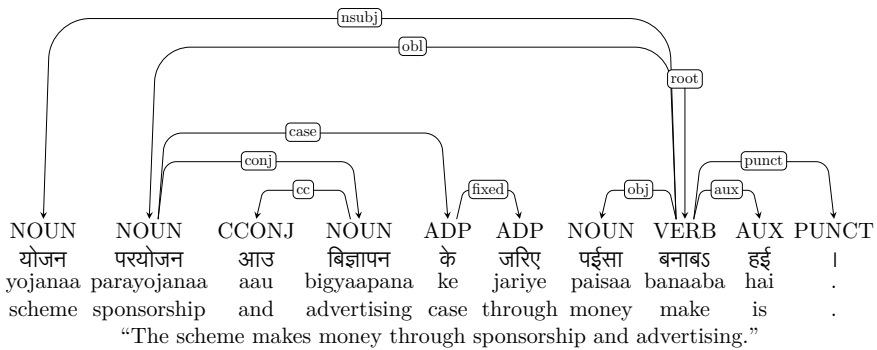 nsubj
obl
root
case
conj
punct
cc
fixed
obj
aux
NOUN NOUN CCONJ NOUN ADP ADP NOUN VERB AUX PUNCT
योजन परयोजन आउ बिज्ञापन के जरिए पईसा बनाबऽ हई ।
yojanaa parayojanaa aau bigyaapana ke jariye paisaa banaaba hai .
scheme sponsorship and advertising case through money make is .
“The scheme makes money through sponsorship and advertising.”